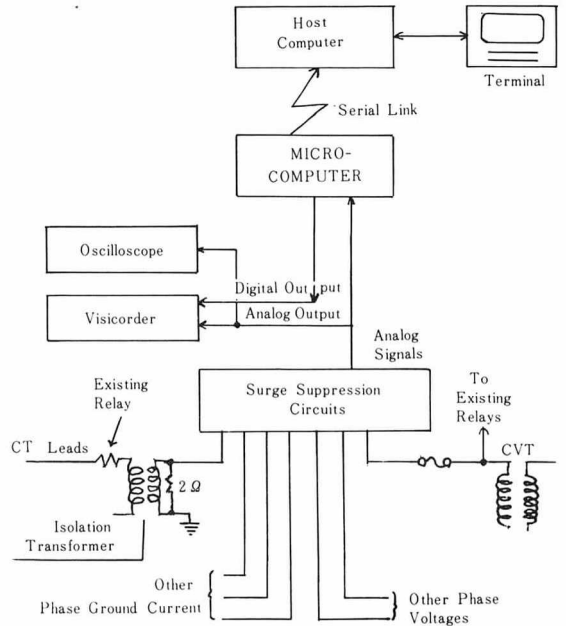 Host
Computer
Terminal
Serial Link
MICRO-
COMPUTER
Oscilloscope
Digital Output
Visicorder
Analog Output
Analog
Signals
Existing
Relay
Surge Suppression
Circuits
To
Existing
Relays
CT Leads
CVT
2 Ω
Isolation
Transformer
Other
Phase Ground Current
Other Phase
Voltages